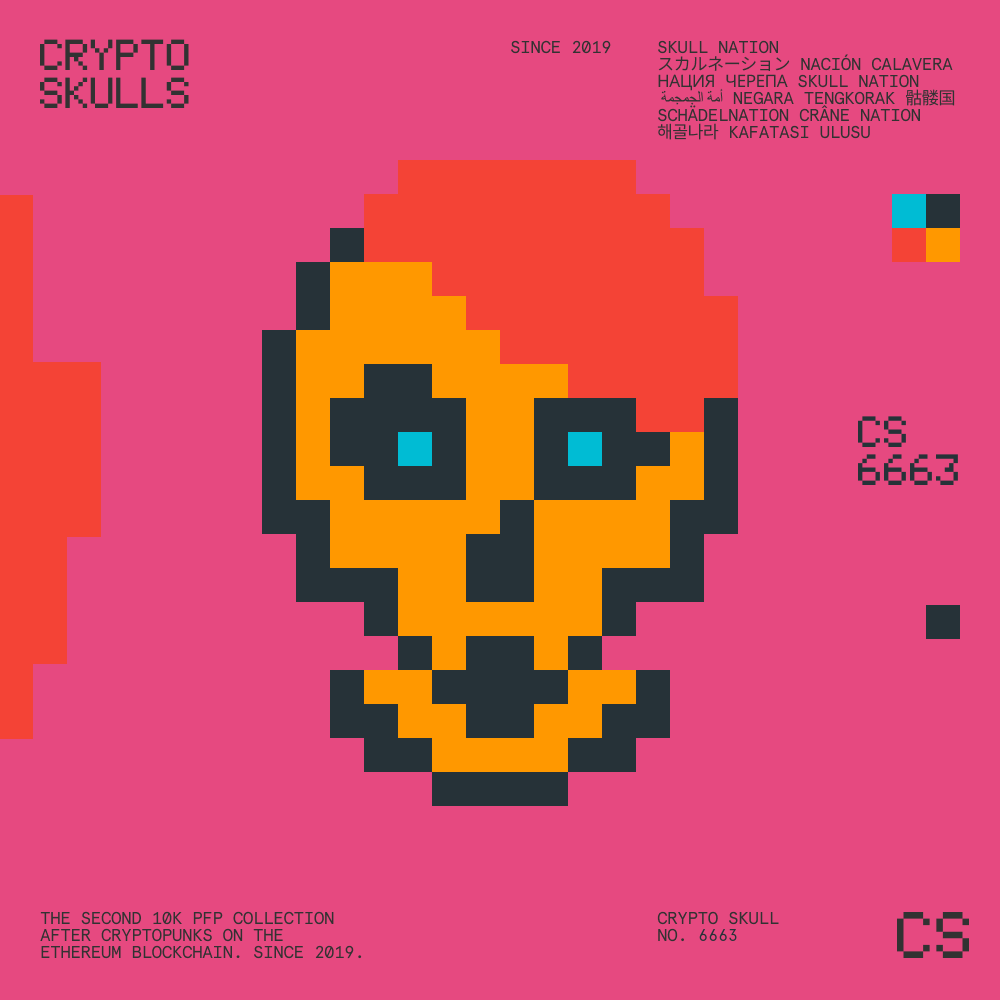 CRYPTO
SKULLS
SINCE 2019
SKULL NATION
スカルネーション NACIÓN CALAVERA
НАЦИЯ ЧЕРЕПА SKULL NATION
أمة الجمجمة NEGARA TENGKORAK 骷髅国
SCHÄDELNATION CRÂNE NATION
해골나라 KAFATASI ULUSU
CS
6663
THE SECOND 10K PFP COLLECTION
AFTER CRYPTOPUNKS ON THE
ETHEREUM BLOCKCHAIN. SINCE 2019.
CRYPTO SKULL
NO. 6663
CS